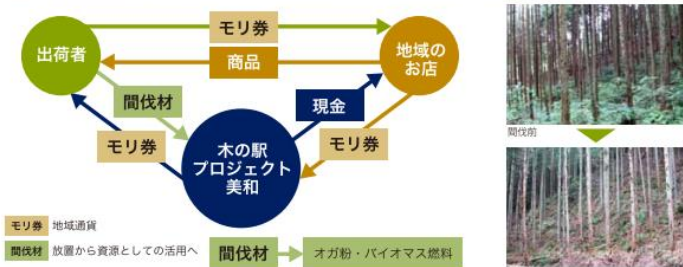 モリ券
出荷者
商品
地域の
お店
間伐材
現金
モリ券
モリ券
木の駅
プロジェクト
美和
間伐前
モリ券 地域通貨
間伐材 放置から資源としての活用へ
間伐材
オガ粉・バイオマス燃料